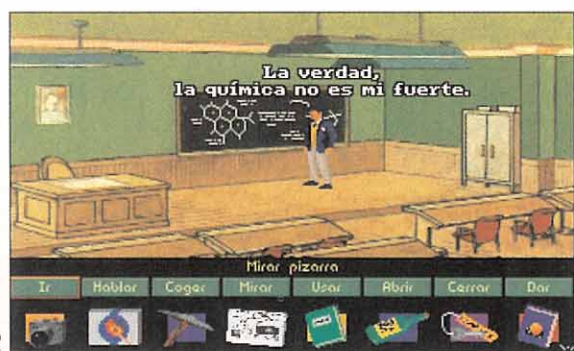 La verdad,
la química no es mi fuerte.
Mirar pizarra
Ir Hablar Coger Mirar Usar Abrir Cerrar Dar